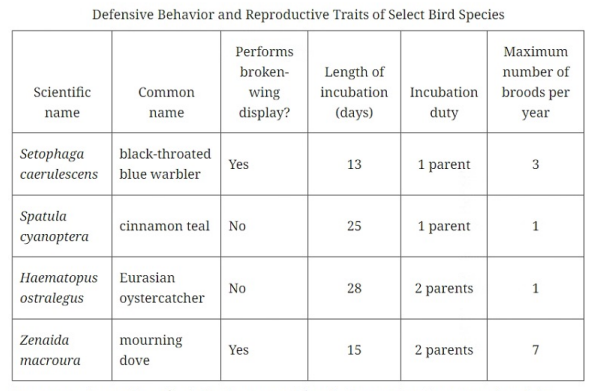 Defensive Behavior and Reproductive Traits of Select Bird Species
Scientific name | Common name | Performs broken-wing display? | Length of incubation (days) | Incubation duty | Maximum number of broods per year
Setophaga caerulescens | black-throated blue warbler | Yes | 13 | 1 parent | 3
Spatula cyanoptera | cinnamon teal | No | 25 | 1 parent | 1
Haematopus ostralegus | Eurasian oystercatcher | No | 28 | 2 parents | 1
Zenaida macroura | mourning dove | Yes | 15 | 2 parents | 7